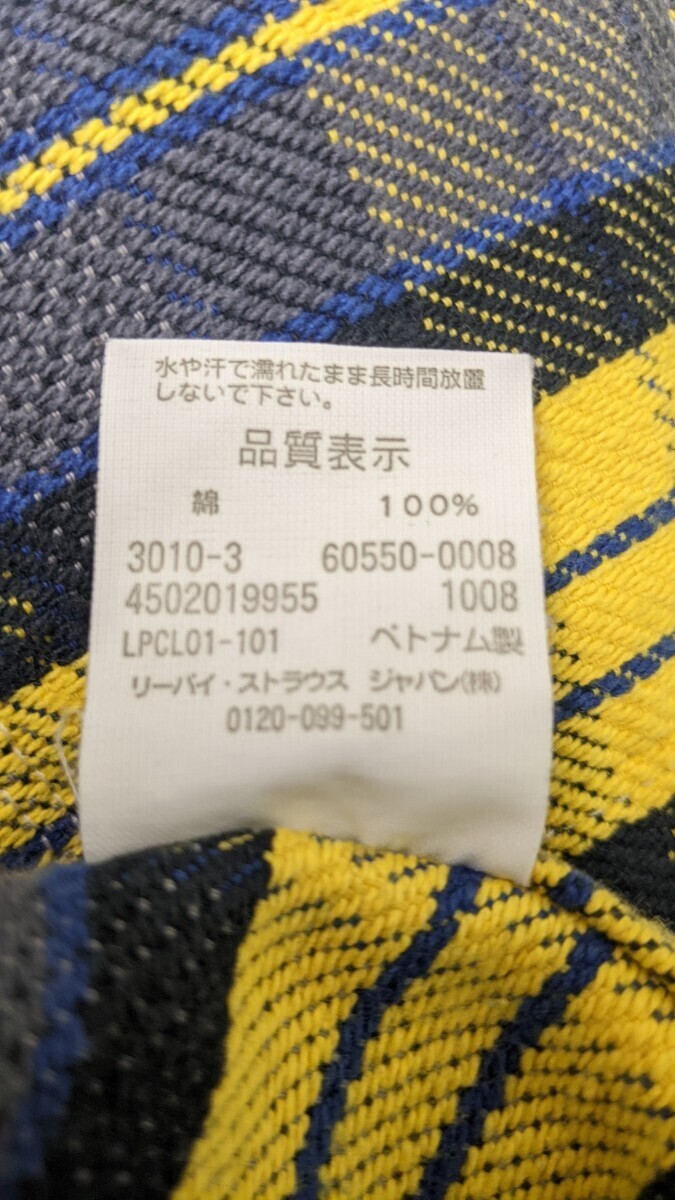 水や汗で濡れたまま長時間放置
しないで下さい。
品質表示
綿 100%
3010-3 60550-0008
4502019955 1008
LPCL01-101 ベトナム製
リーバイ・ストラウス ジャパン(株)
0120-099-501